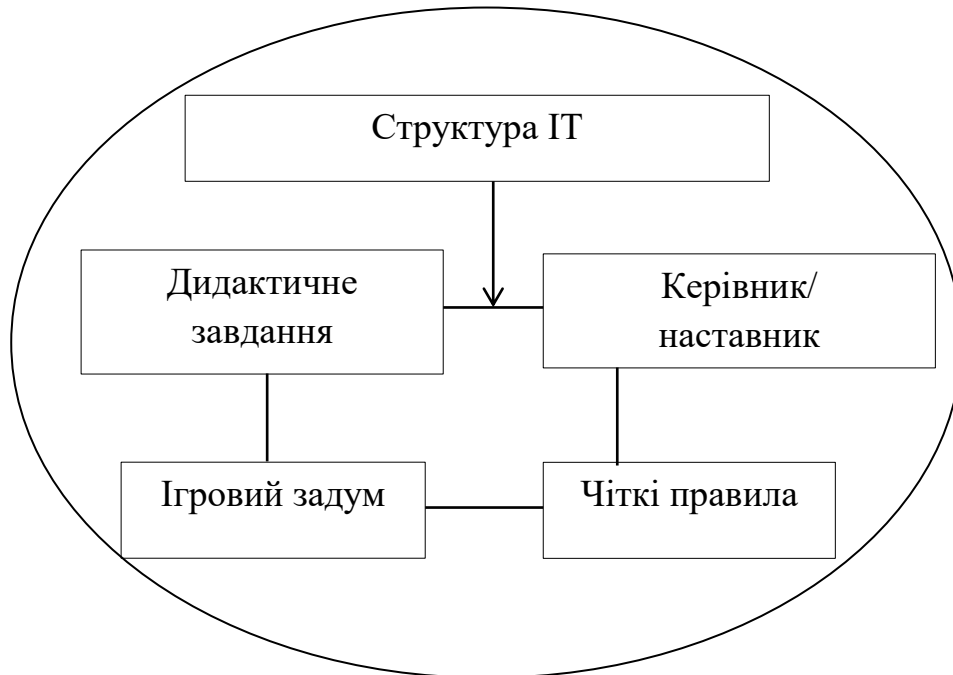 Структура ІТ
Дидактичне
завдання
Керівник/
наставник
Ігровий задум
Чіткі правила